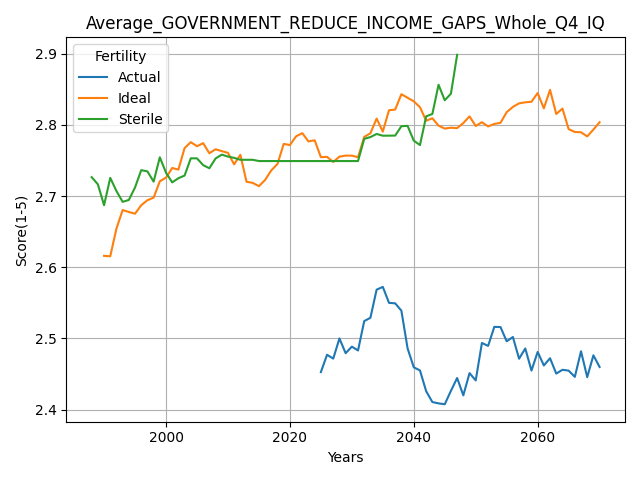 Average_GOVERNMENT_REDUCE_INCOME_GAPS_Whole_Q4_IQ
Fertility
Actual
Ideal
Sterile
Score(1-5)
2.9
2.8
2.7
2.6
2.5
2.4
2000
2020
2040
2060
Years